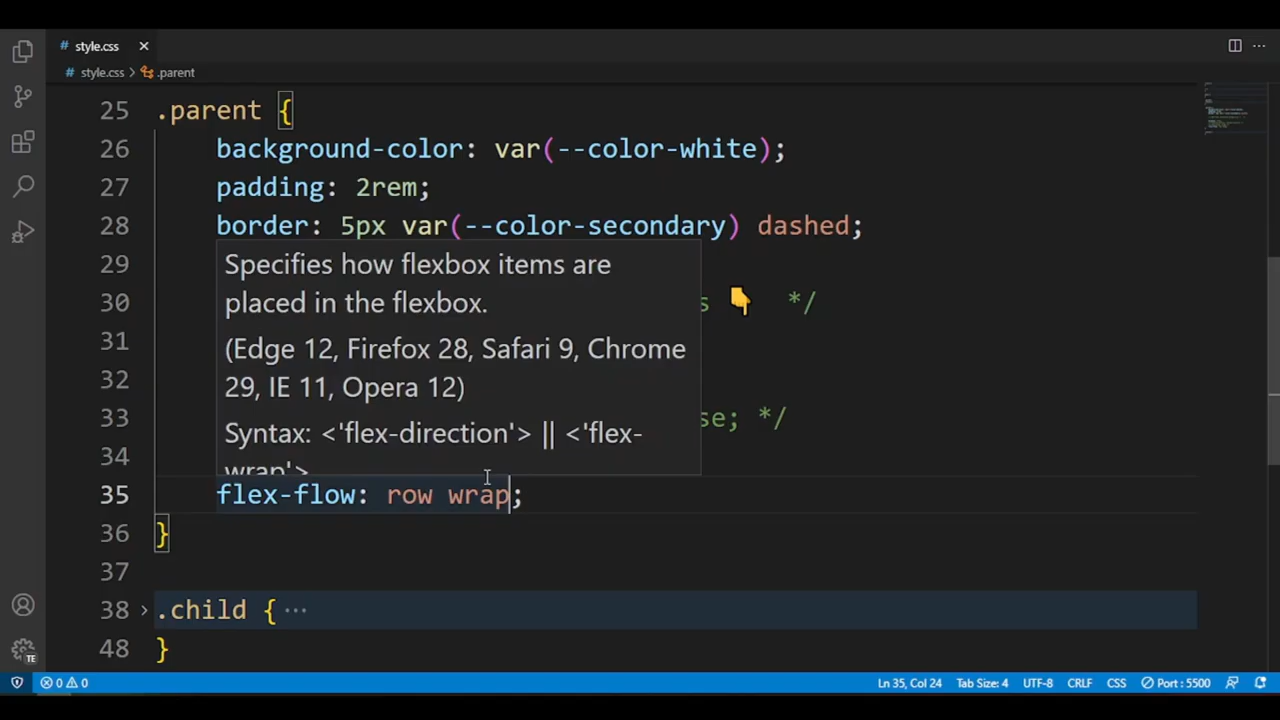 # style.css ×
# style.css > .parent
25 .parent {
26 background-color: var(--color-white);
27 padding: 2rem;
28 border: 5px var(--color-secondary) dashed;
29
30 s 👇 */
31
32
33 se; */
34
Specifies how flexbox items are
placed in the flexbox.
(Edge 12, Firefox 28, Safari 9, Chrome
29, IE 11, Opera 12)
Syntax: <'flex-direction'> || <'flex-
wrap'>
35 flex-flow: row wrap;
36 }
37
38 .child { ...
48 }
TE
0 0 Ln 35, Col 24 Tab Size: 4 UTF-8 CRLF CSS Port : 5500